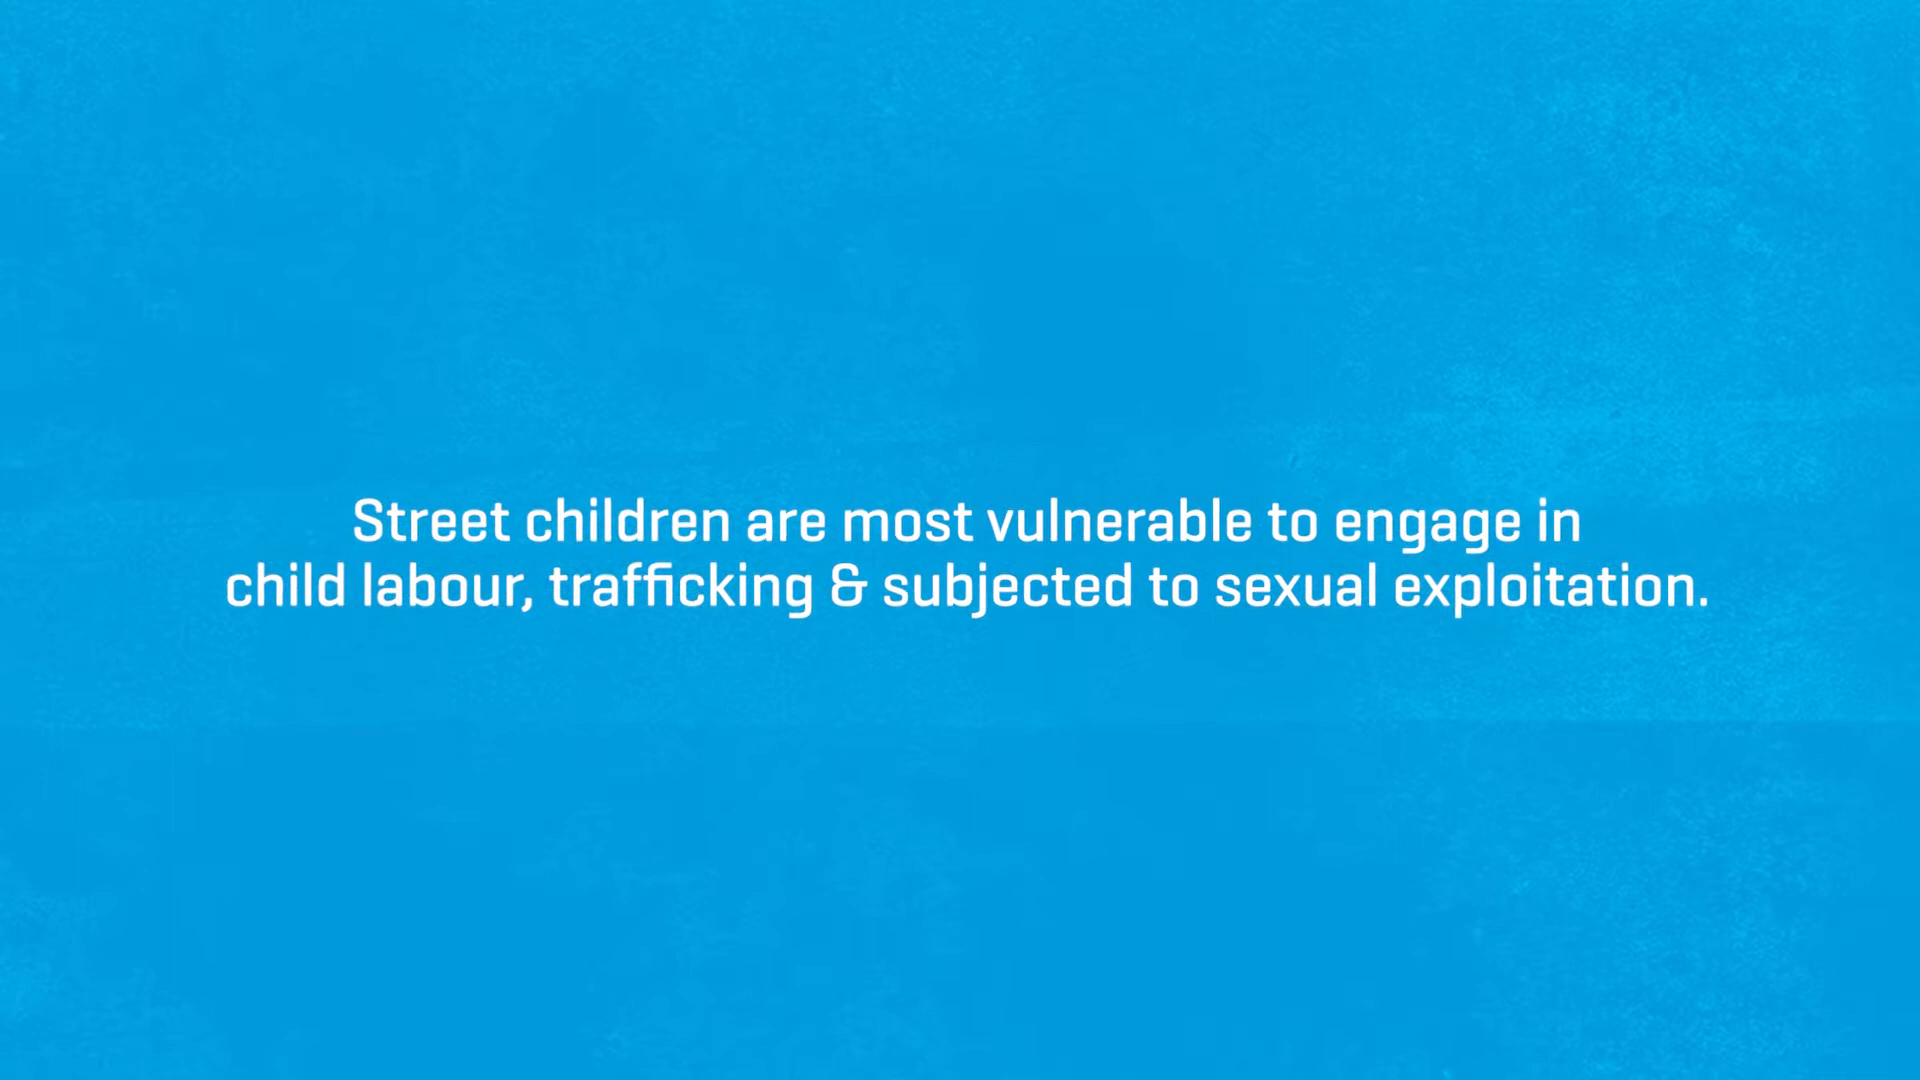 Street children are most vulnerable to engage in
child labour, trafficking & subjected to sexual exploitation.